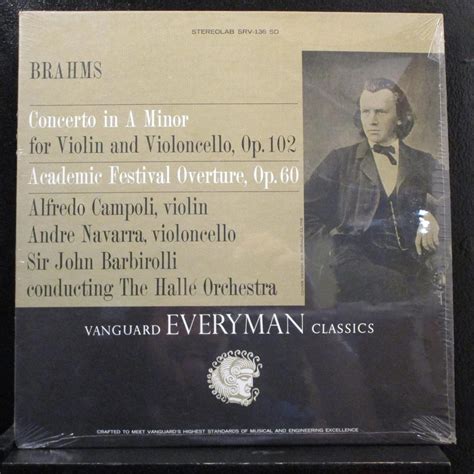 STEREOLAB SRV-136 SD
BRAHMS
Concerto in A Minor
for Violin and Violoncello, Op. 102
Academic Festival Overture, Op. 60
Alfredo Campoli, violin
Andre Navarra, violoncello
Sir John Barbirolli
conducting The Hallé Orchestra
VANGUARD EVERYMAN CLASSICS
CRAFTED TO MEET VANGUARD'S HIGHEST STANDARDS OF MUSICAL AND ENGINEERING EXCELLENCE